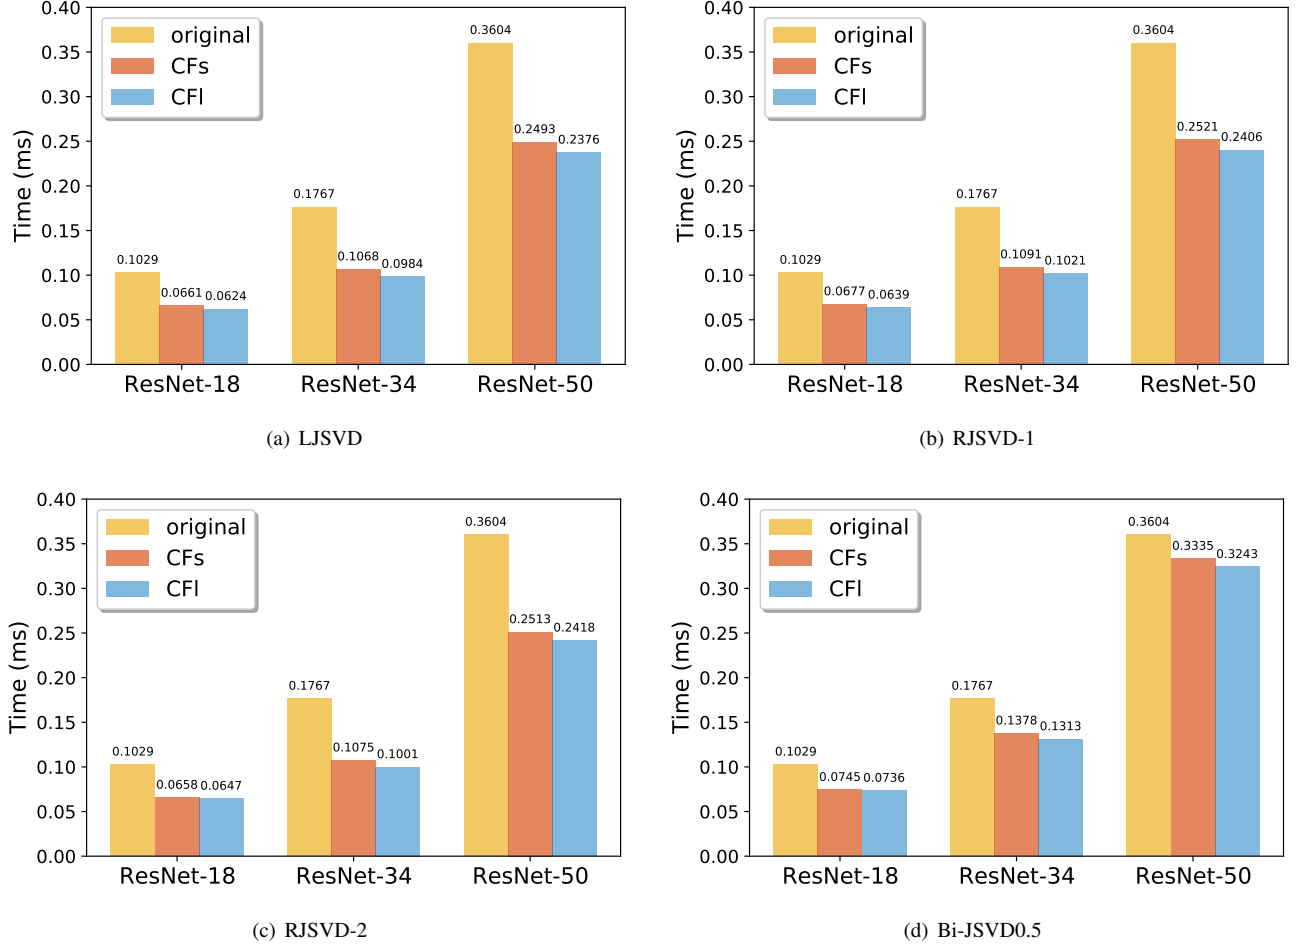 0.40
0.35
0.30
0.25
0.20
0.15
0.10
0.05
0.00
Time (ms)
original
CFs
CFl
0.1029
0.0661
0.0624
0.1767
0.1068
0.0984
0.3604
0.2493
0.2376
ResNet-18
ResNet-34
ResNet-50
(a) LJSVD
0.40
0.35
0.30
0.25
0.20
0.15
0.10
0.05
0.00
Time (ms)
original
CFs
CFl
0.1029
0.0677
0.0639
0.1767
0.1091
0.1021
0.3604
0.2521
0.2406
ResNet-18
ResNet-34
ResNet-50
(b) RJSVD-1
0.40
0.35
0.30
0.25
0.20
0.15
0.10
0.05
0.00
Time (ms)
original
CFs
CFl
0.1029
0.0658
0.0647
0.1767
0.1075
0.1001
0.3604
0.2513
0.2418
ResNet-18
ResNet-34
ResNet-50
(c) RJSVD-2
0.40
0.35
0.30
0.25
0.20
0.15
0.10
0.05
0.00
Time (ms)
original
CFs
CFl
0.1029
0.0745
0.0736
0.1767
0.1378
0.1313
0.3604
0.3335
0.3243
ResNet-18
ResNet-34
ResNet-50
(d) Bi-JSVD0.5